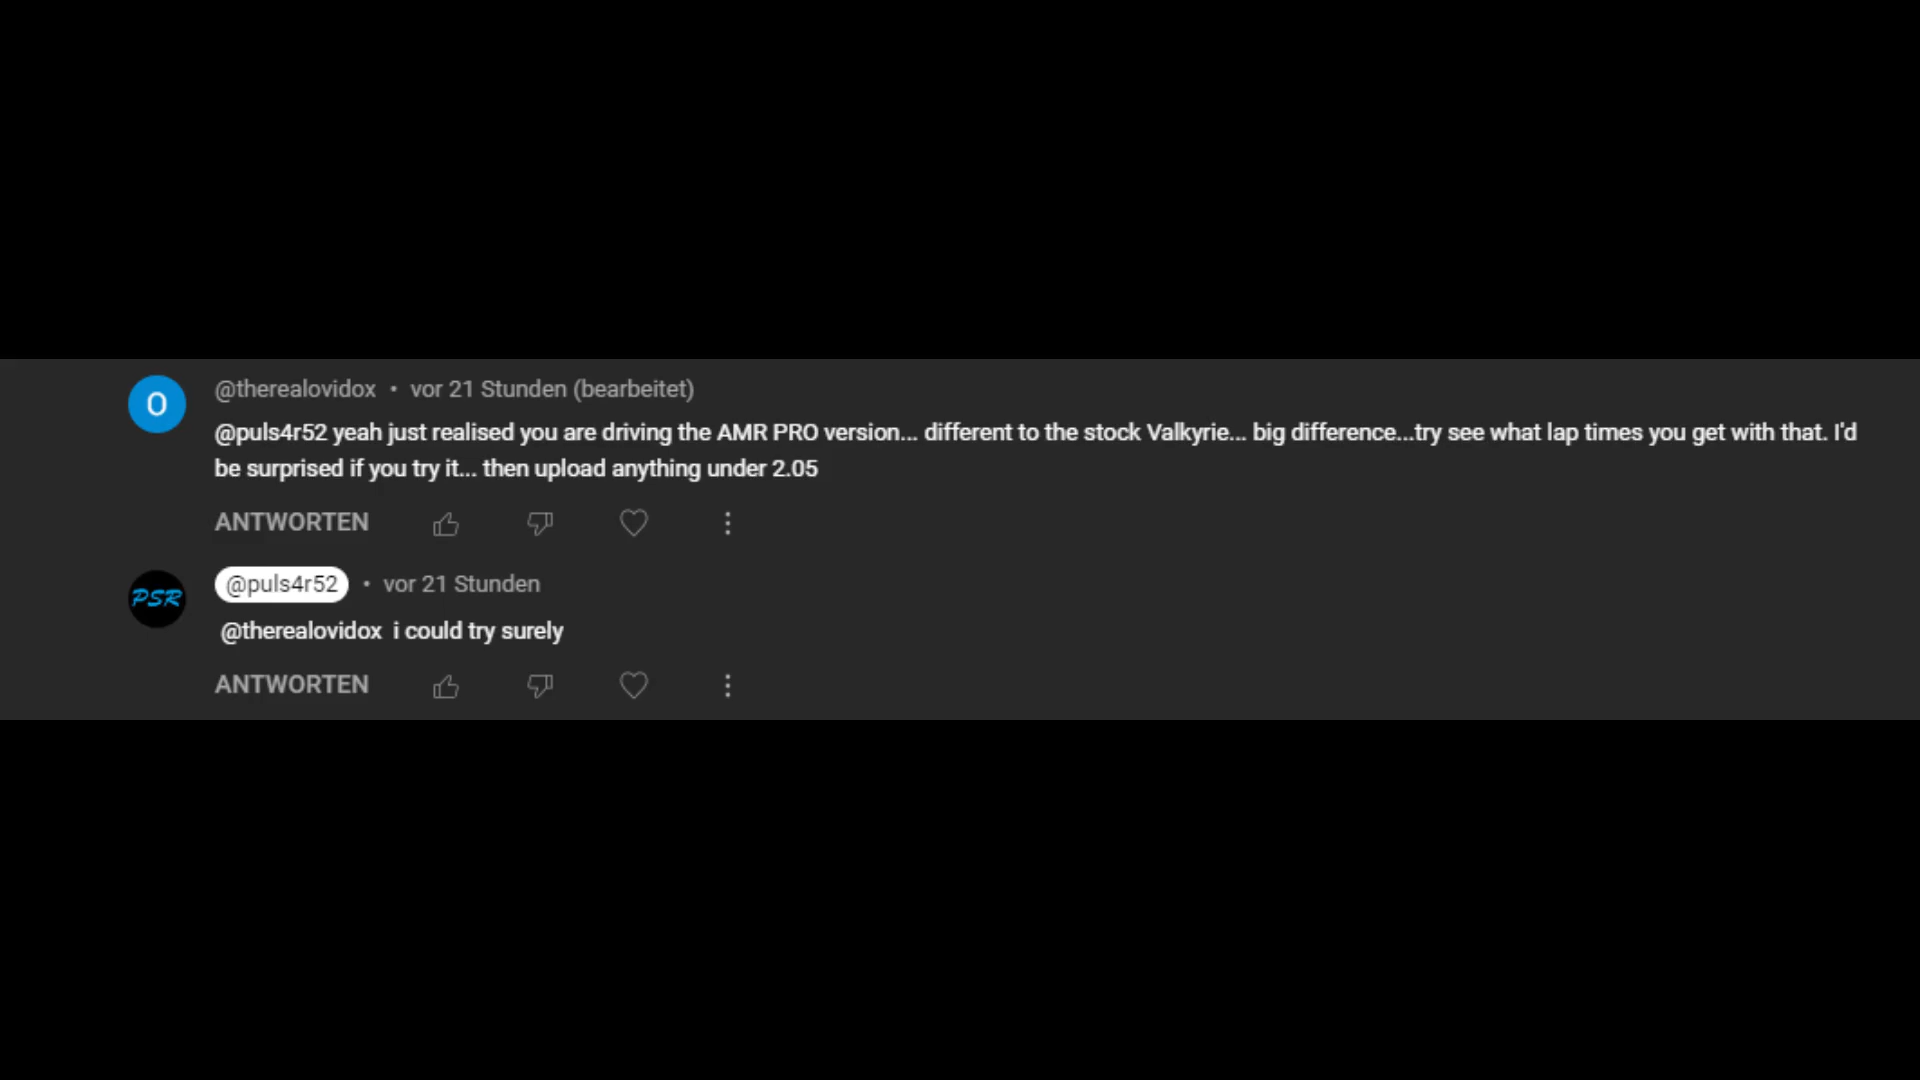 O
@therealovidox • vor 21 Stunden (bearbeitet)
@puls4r52 yeah just realised you are driving the AMR PRO version... different to the stock Valkyrie... big difference...try see what lap times you get with that. I'd
be surprised if you try it... then upload anything under 2.05
ANTWORTEN
PSR
@puls4r52 • vor 21 Stunden
@therealovidox i could try surely
ANTWORTEN